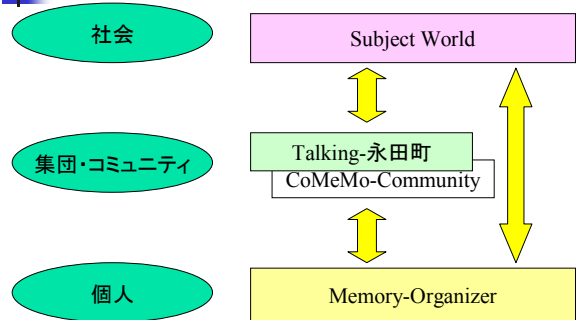 社会
Subject World
集団・コミュニティ
Talking-永田町
CoMeMo-Community
個人
Memory-Organizer